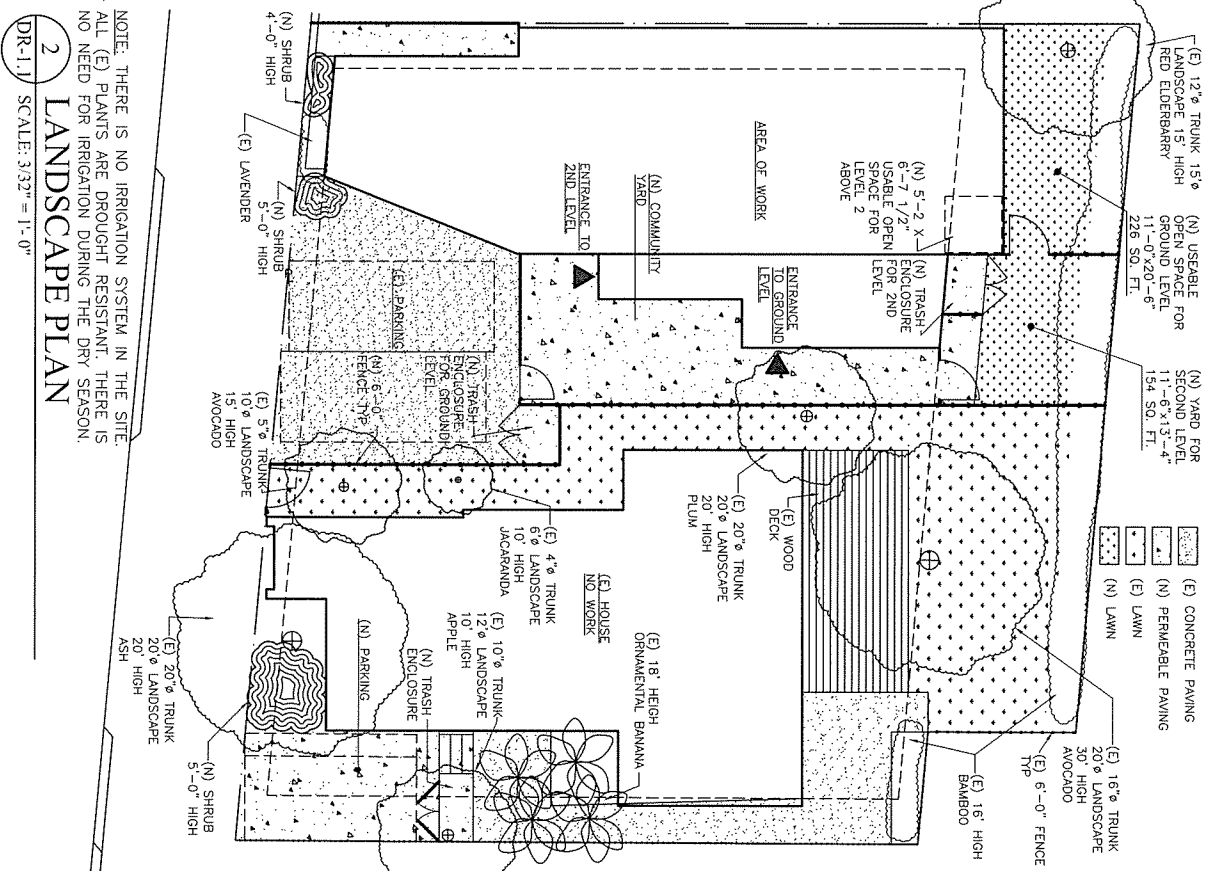 (E) 12"ø TRUNK 15'ø
LANDSCAPE 15' HIGH
RED ELDERBARRY
(N) USEABLE
OPEN SPACE FOR
GROUND LEVEL
11'-0"x20'-6"
226 SQ. FT.
(N) YARD FOR
SECOND LEVEL
11'-6"x13'-4"
154 SQ. FT.
(E) CONCRETE PAVING
(N) PERMEABLE PAVING
(E) LAWN
(N) LAWN
(E) 16"ø TRUNK
20'ø LANDSCAPE
30' HIGH
AVOCADO
(E) 6'-0" FENCE
TYP
(E) 16' HIGH
BAMBOO
AREA OF WORK
(N) 5'-2 X
6'-7 1/2"
USABLE OPEN
SPACE FOR
LEVEL 2
ABOVE
(N) TRASH
ENCLOSURE
FOR 2ND
LEVEL
(N) COMMUNITY
YARD
ENTRANCE TO
2ND LEVEL
ENTRANCE
TO GROUND
LEVEL
(E) WOOD
DECK
(E) 20"ø TRUNK
20'ø LANDSCAPE
20' HIGH
PLUM
(E) HOUSE
NO WORK
(E) 18' HEIGH
ORNAMENTAL BANANA
(E) 4"ø TRUNK
6'ø LANDSCAPE
10' HIGH
JACARANDA
(E) 10"ø TRUNK
12'ø LANDSCAPE
10' HIGH
APPLE
(N) TRASH
ENCLOSURE
(N) PARKING
(E) PARKING
(N) TRASH
ENCLOSURE
FOR GROUND
LEVEL
(N) 6'-0"
FENCE TYP
(E) 5"ø TRUNK
10'ø LANDSCAPE
15' HIGH
AVOCADO
(N) SHRUB
4'-0" HIGH
(E) LAVENDER
(N) SHRUB
5'-0" HIGH
(E) 20"ø TRUNK
20'ø LANDSCAPE
20' HIGH
ASH
(N) SHRUB
5'-0" HIGH
NOTE: THERE IS NO IRRIGATION SYSTEM IN THE SITE.
ALL (E) PLANTS ARE DROUGHT RESISTANT. THERE IS
NO NEED FOR IRRIGATION DURING THE DRY SEASON.
2
DR-1.1
LANDSCAPE PLAN
SCALE: 3/32" = 1'-0"